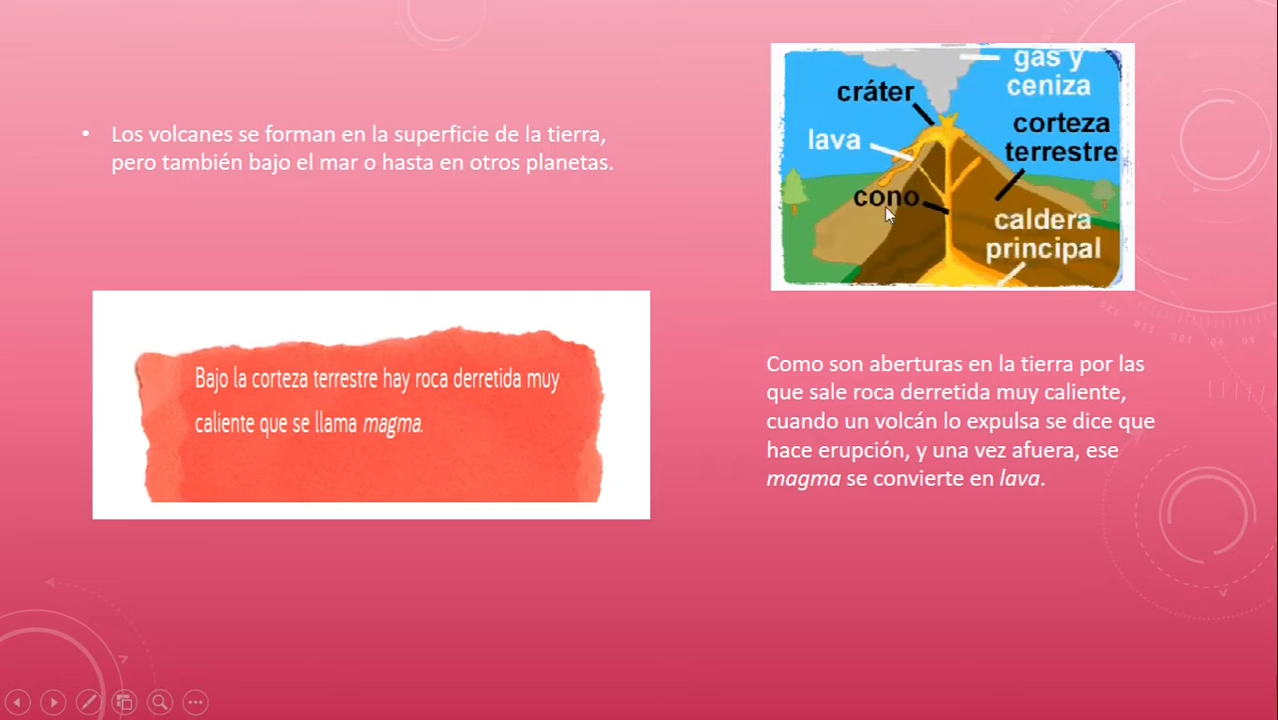 • Los volcanes se forman en la superficie de la tierra,
pero también bajo el mar o hasta en otros planetas.
gas y
ceniza
cráter
corteza
terrestre
lava
cono
caldera
principal
Bajo la corteza terrestre hay roca derretida muy
caliente que se llama magma.
Como son aberturas en la tierra por las
que sale roca derretida muy caliente,
cuando un volcán lo expulsa se dice que
hace erupción, y una vez afuera, ese
magma se convierte en lava.